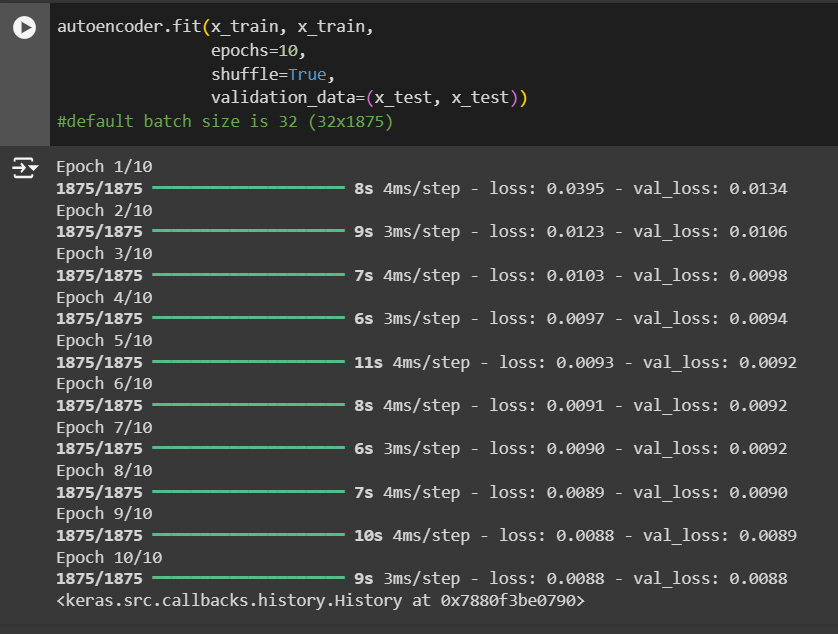 autoencoder.fit(x_train, x_train,
                epochs=10,
                shuffle=True,
                validation_data=(x_test, x_test))
#default batch size is 32 (32x1875)
Epoch 1/10
1875/1875 ━━━━━━━━━━━━━━━━━━━━ 8s 4ms/step - loss: 0.0395 - val_loss: 0.0134
Epoch 2/10
1875/1875 ━━━━━━━━━━━━━━━━━━━━ 9s 3ms/step - loss: 0.0123 - val_loss: 0.0106
Epoch 3/10
1875/1875 ━━━━━━━━━━━━━━━━━━━━ 7s 4ms/step - loss: 0.0103 - val_loss: 0.0098
Epoch 4/10
1875/1875 ━━━━━━━━━━━━━━━━━━━━ 6s 3ms/step - loss: 0.0097 - val_loss: 0.0094
Epoch 5/10
1875/1875 ━━━━━━━━━━━━━━━━━━━━ 11s 4ms/step - loss: 0.0093 - val_loss: 0.0092
Epoch 6/10
1875/1875 ━━━━━━━━━━━━━━━━━━━━ 8s 4ms/step - loss: 0.0091 - val_loss: 0.0092
Epoch 7/10
1875/1875 ━━━━━━━━━━━━━━━━━━━━ 6s 3ms/step - loss: 0.0090 - val_loss: 0.0092
Epoch 8/10
1875/1875 ━━━━━━━━━━━━━━━━━━━━ 7s 4ms/step - loss: 0.0089 - val_loss: 0.0090
Epoch 9/10
1875/1875 ━━━━━━━━━━━━━━━━━━━━ 10s 4ms/step - loss: 0.0088 - val_loss: 0.0089
Epoch 10/10
1875/1875 ━━━━━━━━━━━━━━━━━━━━ 9s 3ms/step - loss: 0.0088 - val_loss: 0.0088
<keras.src.callbacks.history.History at 0x7880f3be0790>